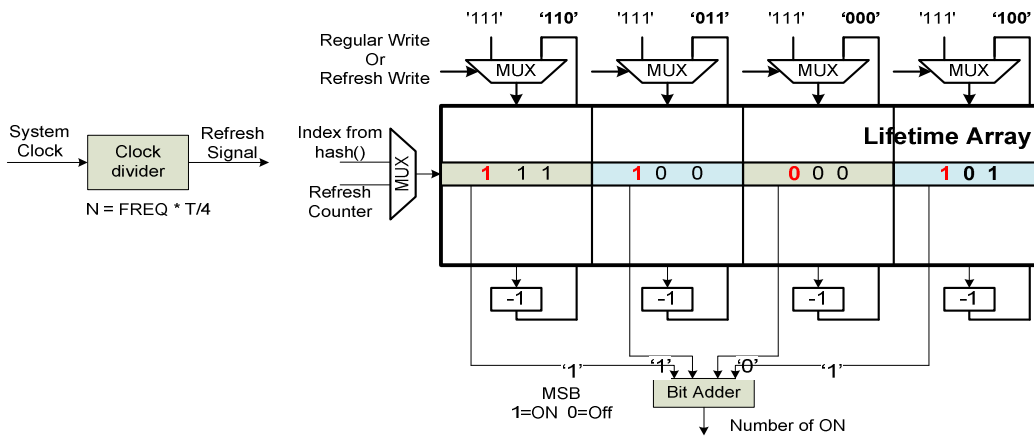 '111' ‘110’ '111' ‘011’ '111' ‘000’ '111' ‘100’
Regular Write
Or
Refresh Write
MUX MUX MUX MUX
System
Clock
Clock
divider
Refresh
Signal
N = FREQ * T/4
Index from
hash()
MUX
Refresh
Counter
Lifetime Array
1 1 1 1 0 0 0 0 0 1 0 1
-1 -1 -1 -1
‘1’ ‘1’ ‘0’ ‘1’
MSB
1=ON 0=Off
Bit Adder
Number of ON